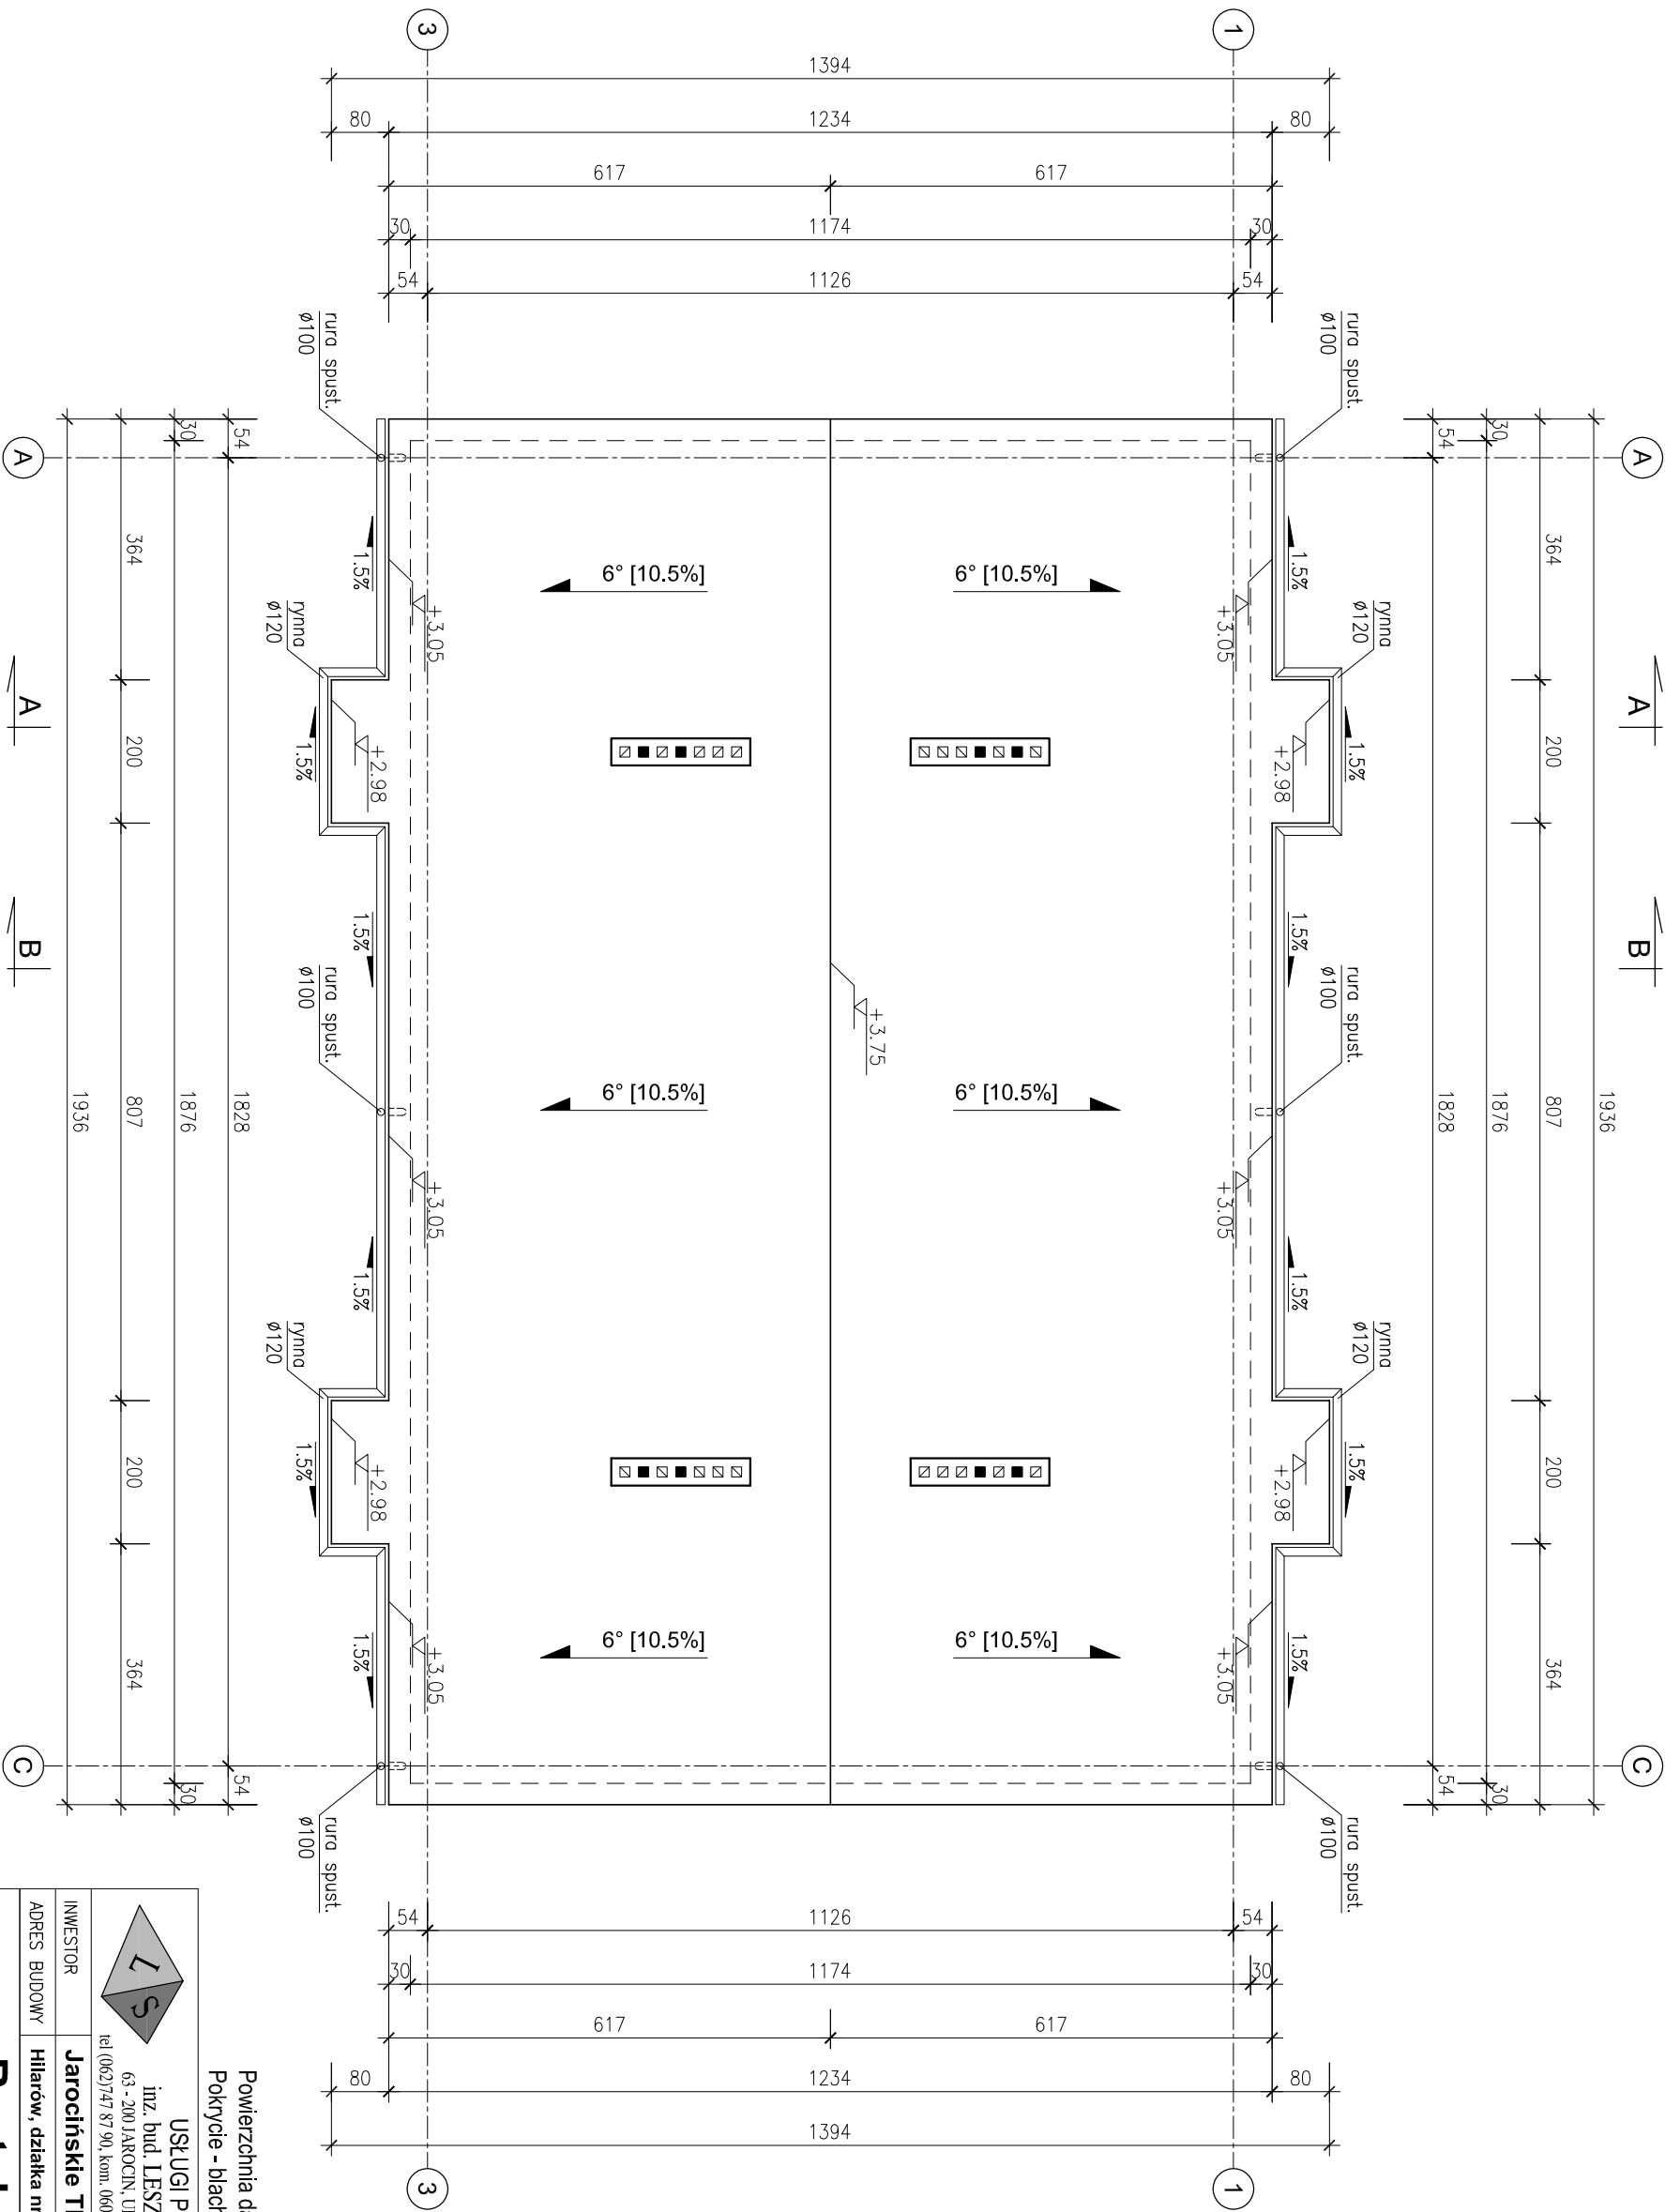 3
1
1394
80
1234
80
617
617
30
1174
30
54
1126
54
rura spust.
ø100
rura spust.
ø100
A
54
30
364
1.5%
6° [10.5%]
6° [10.5%]
1.5%
54
30
364
A
+3.05
+3.05
rynna
ø120
rynna
ø120
A
200
1.5%
+2.98
+2.98
1.5%
200
A
B
1.5%
1.5%
B
rura spust.
ø100
rura spust.
ø100
+3.75
1936
807
1876
1828
6° [10.5%]
6° [10.5%]
1828
1876
807
1936
+3.05
+3.05
1.5%
1.5%
rynna
ø120
rynna
ø120
200
1.5%
+2.98
+2.98
1.5%
200
364
1.5%
+3.05
6° [10.5%]
6° [10.5%]
+3.05
1.5%
364
C
30
54
54
30
C
rura spust.
ø100
rura spust.
ø100
54
1126
54
30
1174
30
617
617
80
1234
80
1394
3
1
Powierzchnia
Pokrycie -
L S
USŁUGI
inż. bud.
63 - 200 JAROCIN,
tel (062)747 87 90, kom.
INWESTOR
Jarocińskie
ADRES BUDOWY
Hilarów, działka nr